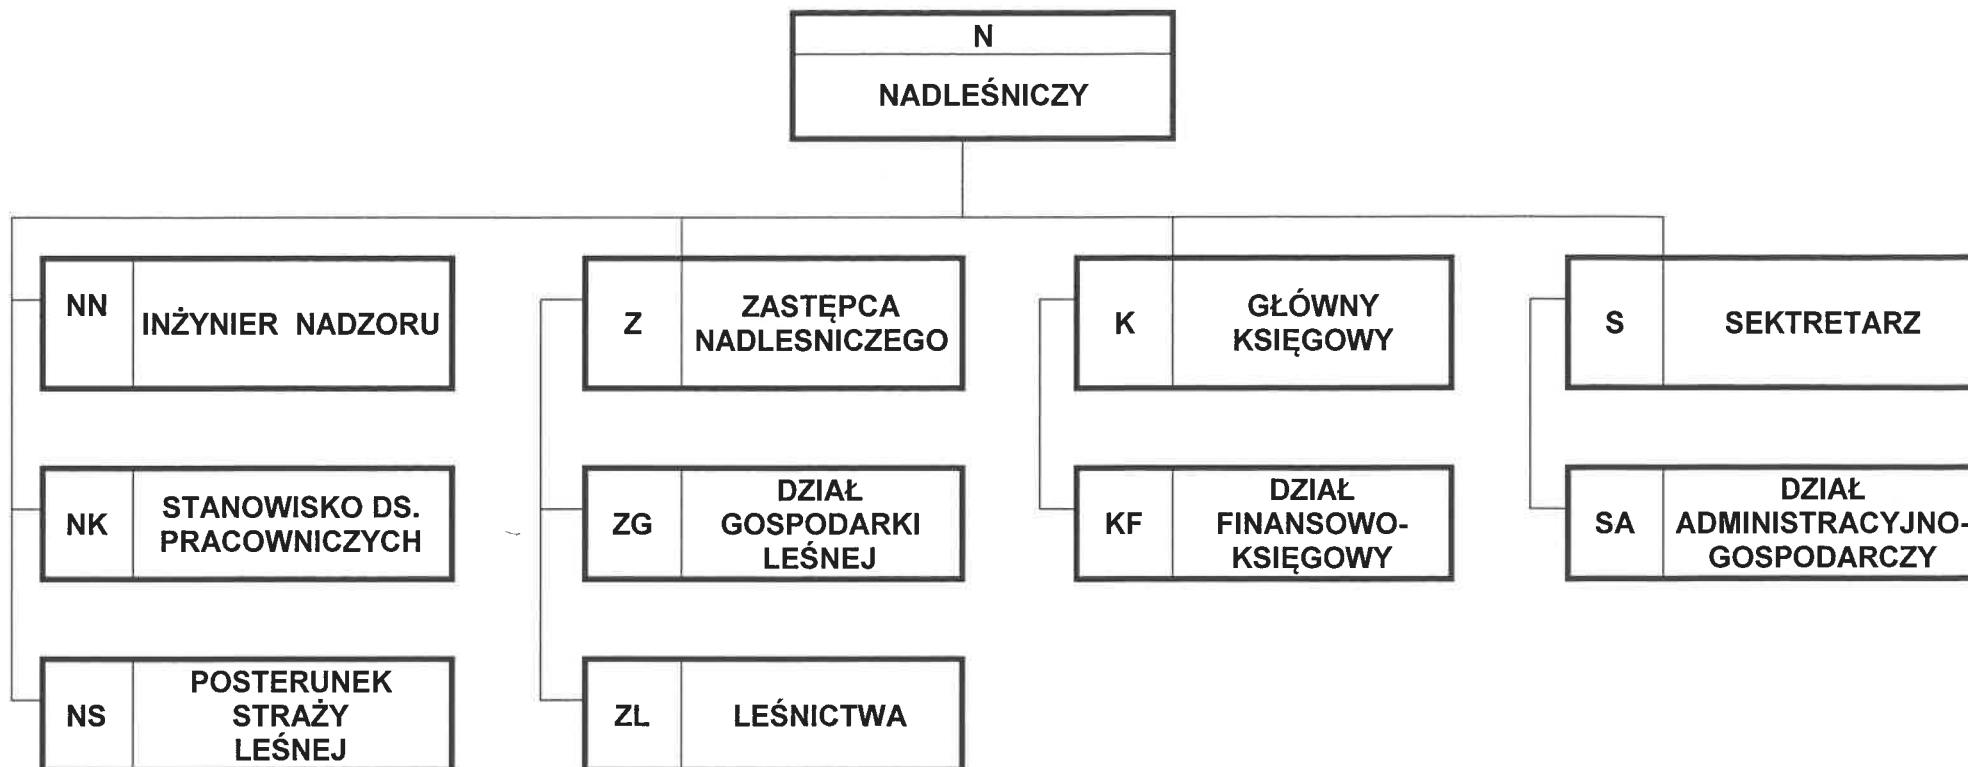 N
NADLEŚNICZY
NN
INŻYNIER NADZORU
Z
ZASTĘPCA
NADLESNICZEGO
K
GŁÓWNY
KSIĘGOWY
S
SEKTRETARZ
NK
STANOWISKO DS.
PRACOWNICZYCH
ZG
DZIAŁ
GOSPODARKI
LEŚNEJ
KF
DZIAŁ
FINANSOWO-
KSIĘGOWY
SA
DZIAŁ
ADMINISTRACYJNO-
GOSPODARCZY
NS
POSTERUNEK
STRAŻY
LEŚNEJ
ZL
LEŚNICTWA